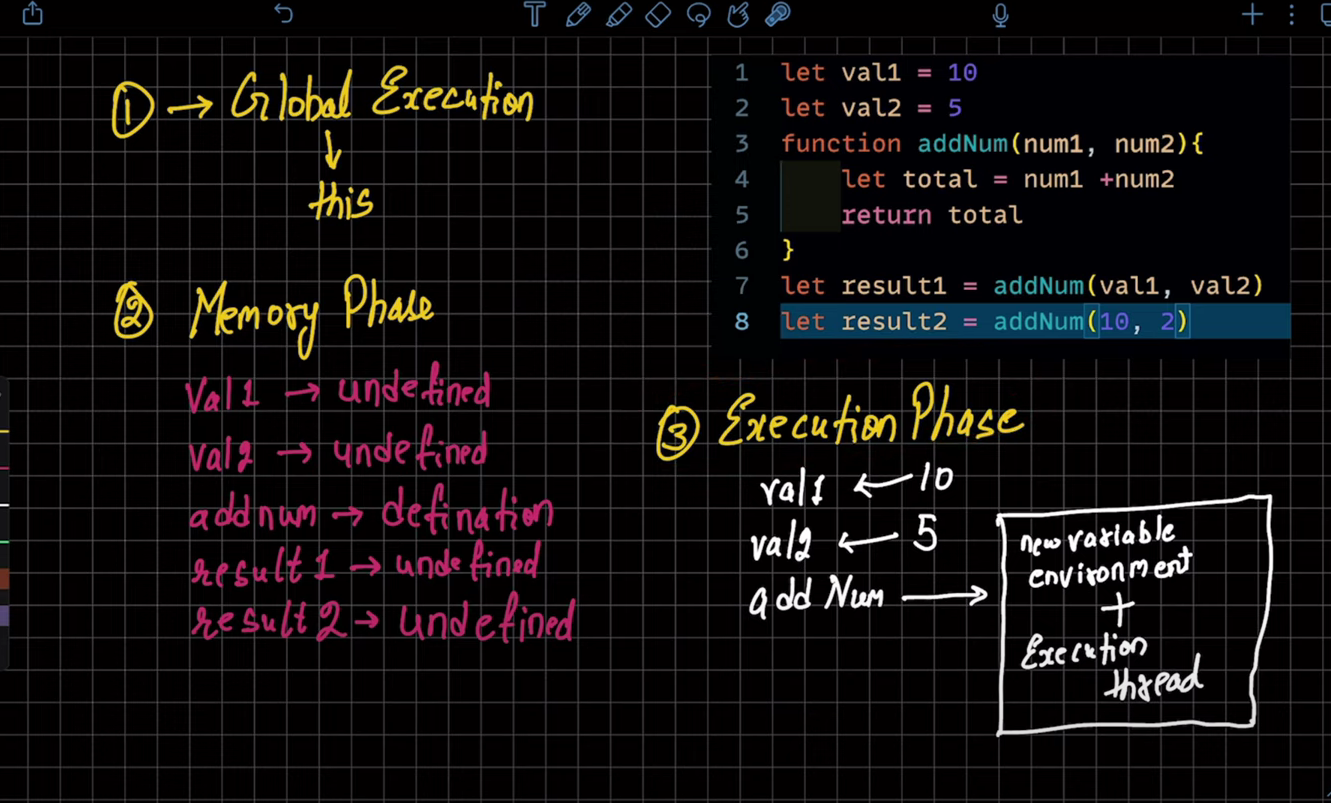 ① → Global Execution
↓
this
② Memory Phase
Val1 → undefined
val2 → undefined
addnum → defination
result1 → undefined
result2 → undefined
1 let val1 = 10
2 let val2 = 5
3 function addNum(num1, num2){
4 let total = num1 +num2
5 return total
6 }
7 let result1 = addNum(val1, val2)
8 let result2 = addNum(10, 2)
③ Execution Phase
val1 ← 10
val2 ← 5
addNum →
new variable
environment
+
Execution
thread